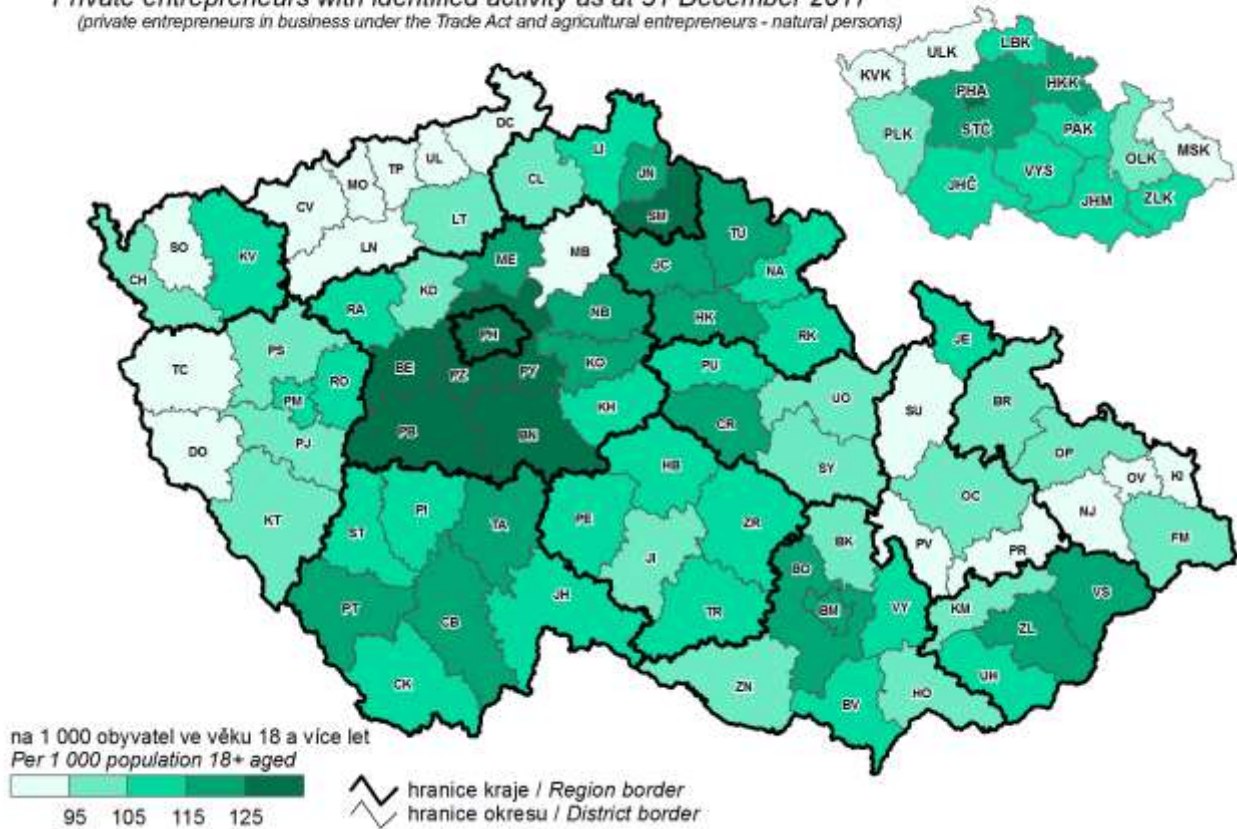 Private entrepreneurs with identified activity as at 31 December 2017
(private entrepreneurs in business under the Trade Act and agricultural entrepreneurs - natural persons)
ULK
LBK
KVK
HKK
PHA
STČ
PLK
PAK
OLK
MSK
VYS
JHČ
JHM
ZLK
DC
UL
TP
MO
CV
LN
LT
CL
LI
JN
SM
SO
KV
CH
MB
ME
TU
JC
NA
KD
RA
NB
HK
RK
PH
BE
PZ
PY
KO
TC
PS
PM
RO
PU
UO
JE
SU
BR
KH
CR
DO
PJ
PB
BN
OP
OV
KI
HB
SY
OC
NJ
KT
ST
PI
TA
PE
ZR
JI
BK
PV
PR
FM
BO
PT
CB
JH
TR
BM
VY
KM
ZL
VS
CK
ZN
BV
HO
UH
na 1 000 obyvatel ve věku 18 a více let
Per 1 000 population 18+ aged
95 105 115 125
hranice kraje / Region border
hranice okresu / District border